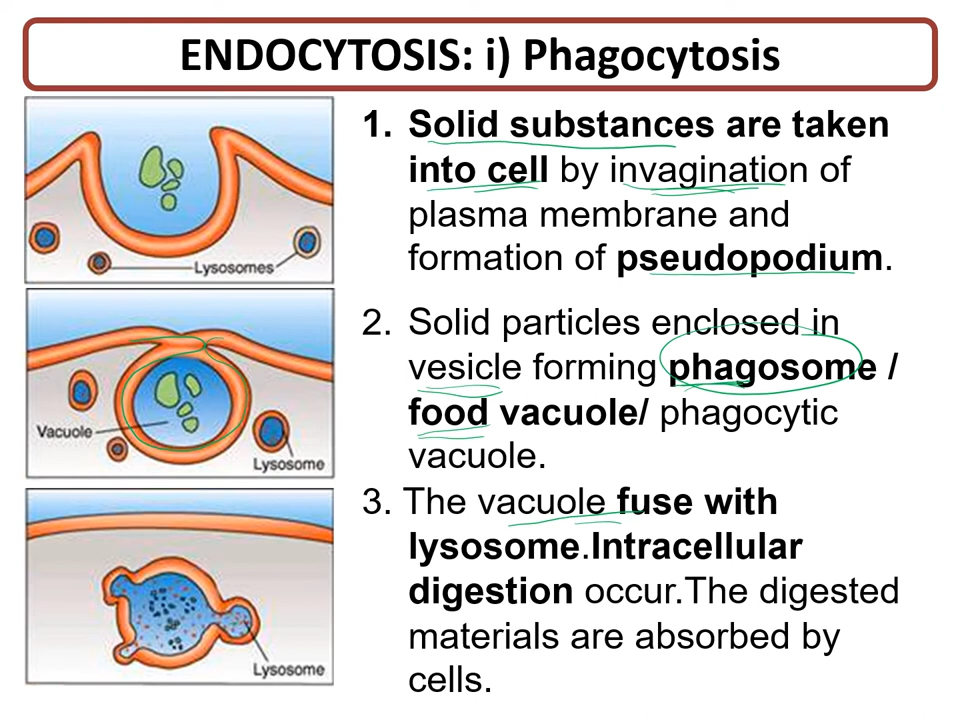 ENDOCYTOSIS: i) Phagocytosis
Lysosomes
Vacuole
Lysosome
Lysosome
1. Solid substances are taken
into cell by invagination of
plasma membrane and
formation of pseudopodium.
2. Solid particles enclosed in
vesicle forming phagosome /
food vacuole/ phagocytic
vacuole.
3. The vacuole fuse with
lysosome.Intracellular
digestion occur.The digested
materials are absorbed by
cells.